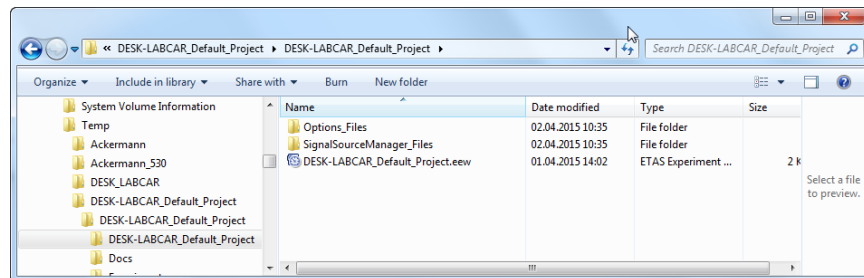 « DESK-LABCAR_Default_Project ▸ DESK-LABCAR_Default_Project ▸
Search DESK-LABCAR_Default_Project
Organize Include in library Share with Burn New folder
System Volume Information
Temp
Ackermann
Ackermann_530
DESK_LABCAR
DESK-LABCAR_Default_Project
DESK-LABCAR_Default_Project
DESK-LABCAR_Default_Project
Docs
Name Date modified Type Size
Options_Files 02.04.2015 10:35 File folder
SignalSourceManager_Files 02.04.2015 10:35 File folder
DESK-LABCAR_Default_Project.eew 01.04.2015 14:02 ETAS Experiment ... 2 K
Select a file
to preview.